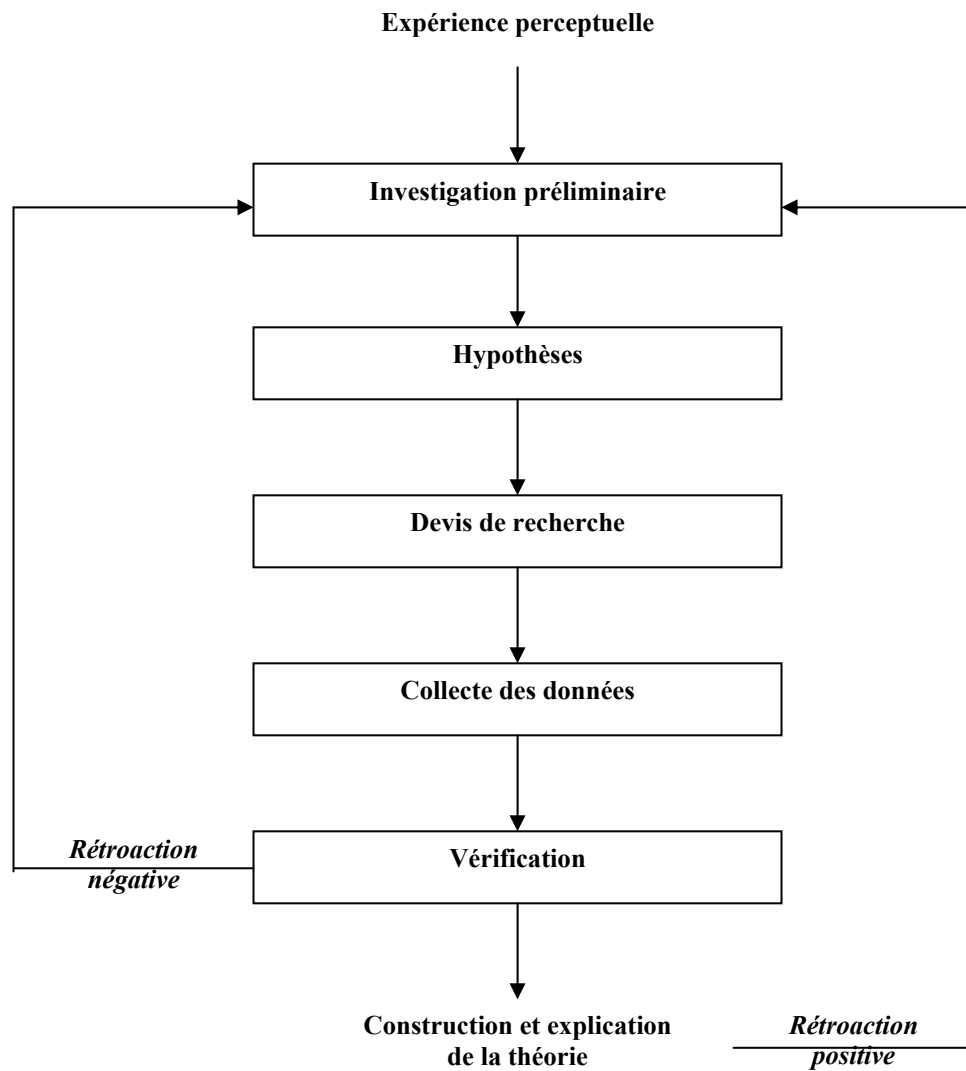 Expérience perceptuelle
Investigation préliminaire
Hypothèses
Devis de recherche
Collecte des données
Vérification
Rétroaction
négative
Construction et explication
de la théorie
Rétroaction
positive